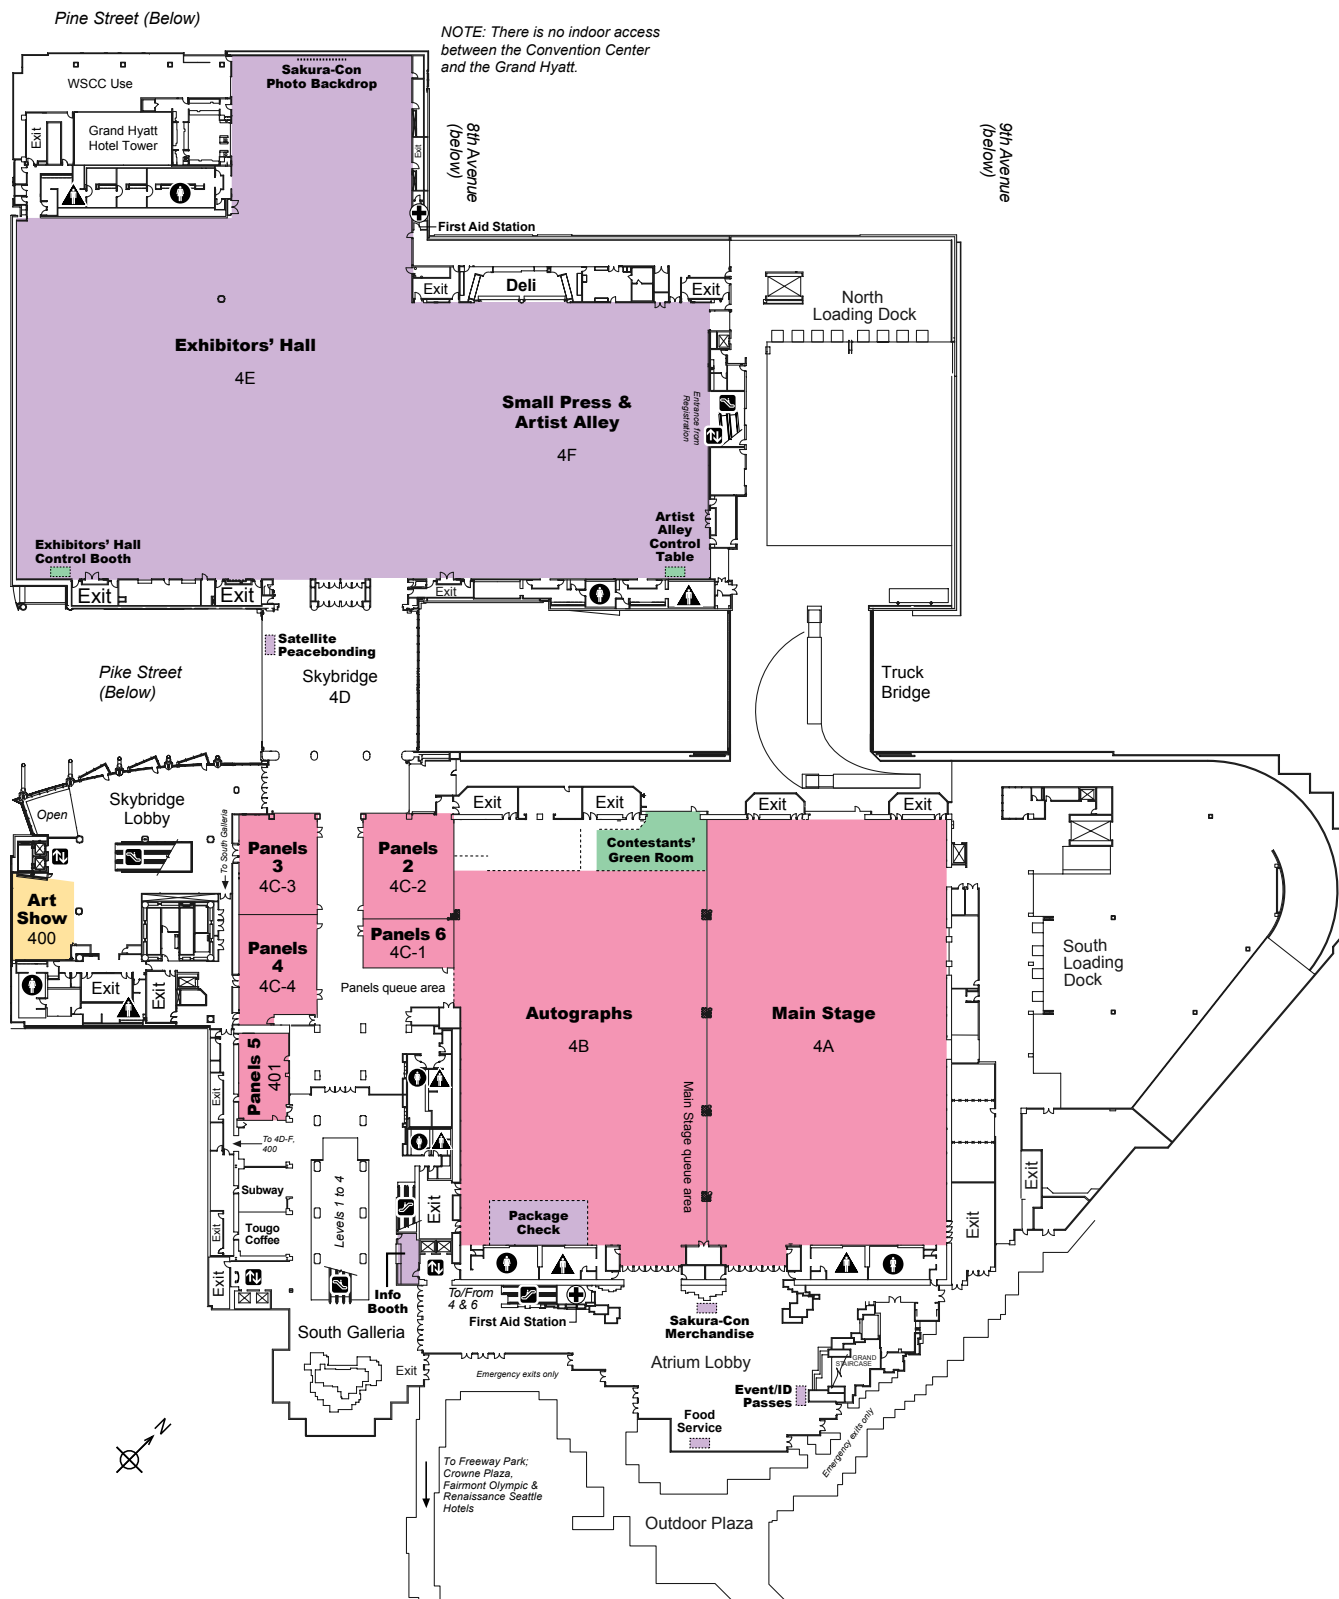 Pine Street (Below)
NOTE: There is no indoor access
between the Convention Center
and the Grand Hyatt.
Sakura-Con
Photo Backdrop
WSCC Use
Exit
Grand Hyatt
Hotel Tower
Exit
8th Avenue
(below)
9th Avenue
(below)
First Aid Station
Exit
Deli
Exit
North
Loading Dock
Exhibitors’ Hall
4E
Small Press &
Artist Alley
4F
Entrance from
Registration
Artist
Alley
Control
Table
Exhibitors’ Hall
Control Booth
Exit
Exit
Exit
Satellite
Peacebonding
Skybridge
4D
Pike Street
(Below)
Truck
Bridge
Skybridge
Lobby
Open
To South Galleria
Exit
Exit
Exit
Exit
Panels
3
4C-3
Panels
2
4C-2
Contestants’
Green Room
Art
Show
400
Panels
4
4C-4
Panels 6
4C-1
Panels queue area
Exit
Exit
South
Loading
Dock
Autographs
4B
Main Stage
4A
Main Stage queue area
Panels 5
401
Exit
To 4D-F,
400
Subway
Tougo
Coffee
Levels 1 to 4
Exit
Exit
Exit
Exit
Exit
Package
Check
Info
Booth
To/From
4 & 6
First Aid Station
Sakura-Con
Merchandise
South Galleria
Atrium Lobby
GRAND
STAIRCASE
Exit
Emergency exits only
Event/ID
Passes
Food
Service
Emergency exits only
N
To Freeway Park;
Crowne Plaza,
Fairmont Olympic &
Renaissance Seattle
Hotels
Outdoor Plaza